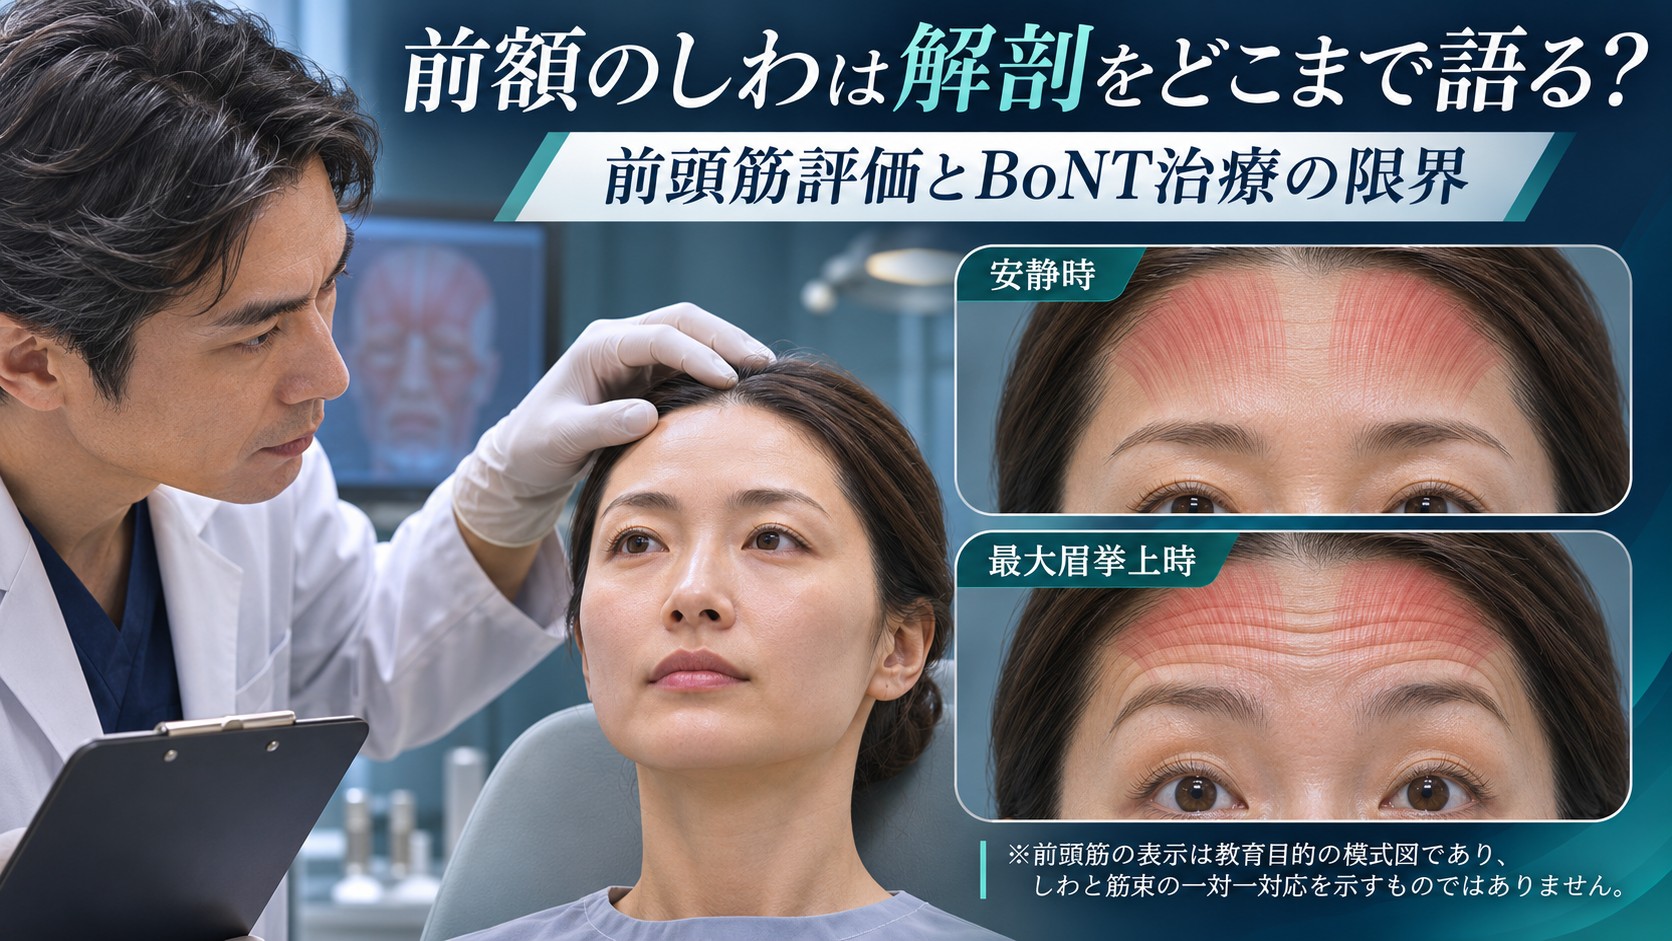 前額のしわは解剖をどこまで語る?
前頭筋評価とBoNT治療の限界
安静時
最大眉挙上時
※前頭筋の表示は教育目的の模式図であり、
しわと筋束の一対一対応を示すものではありません。